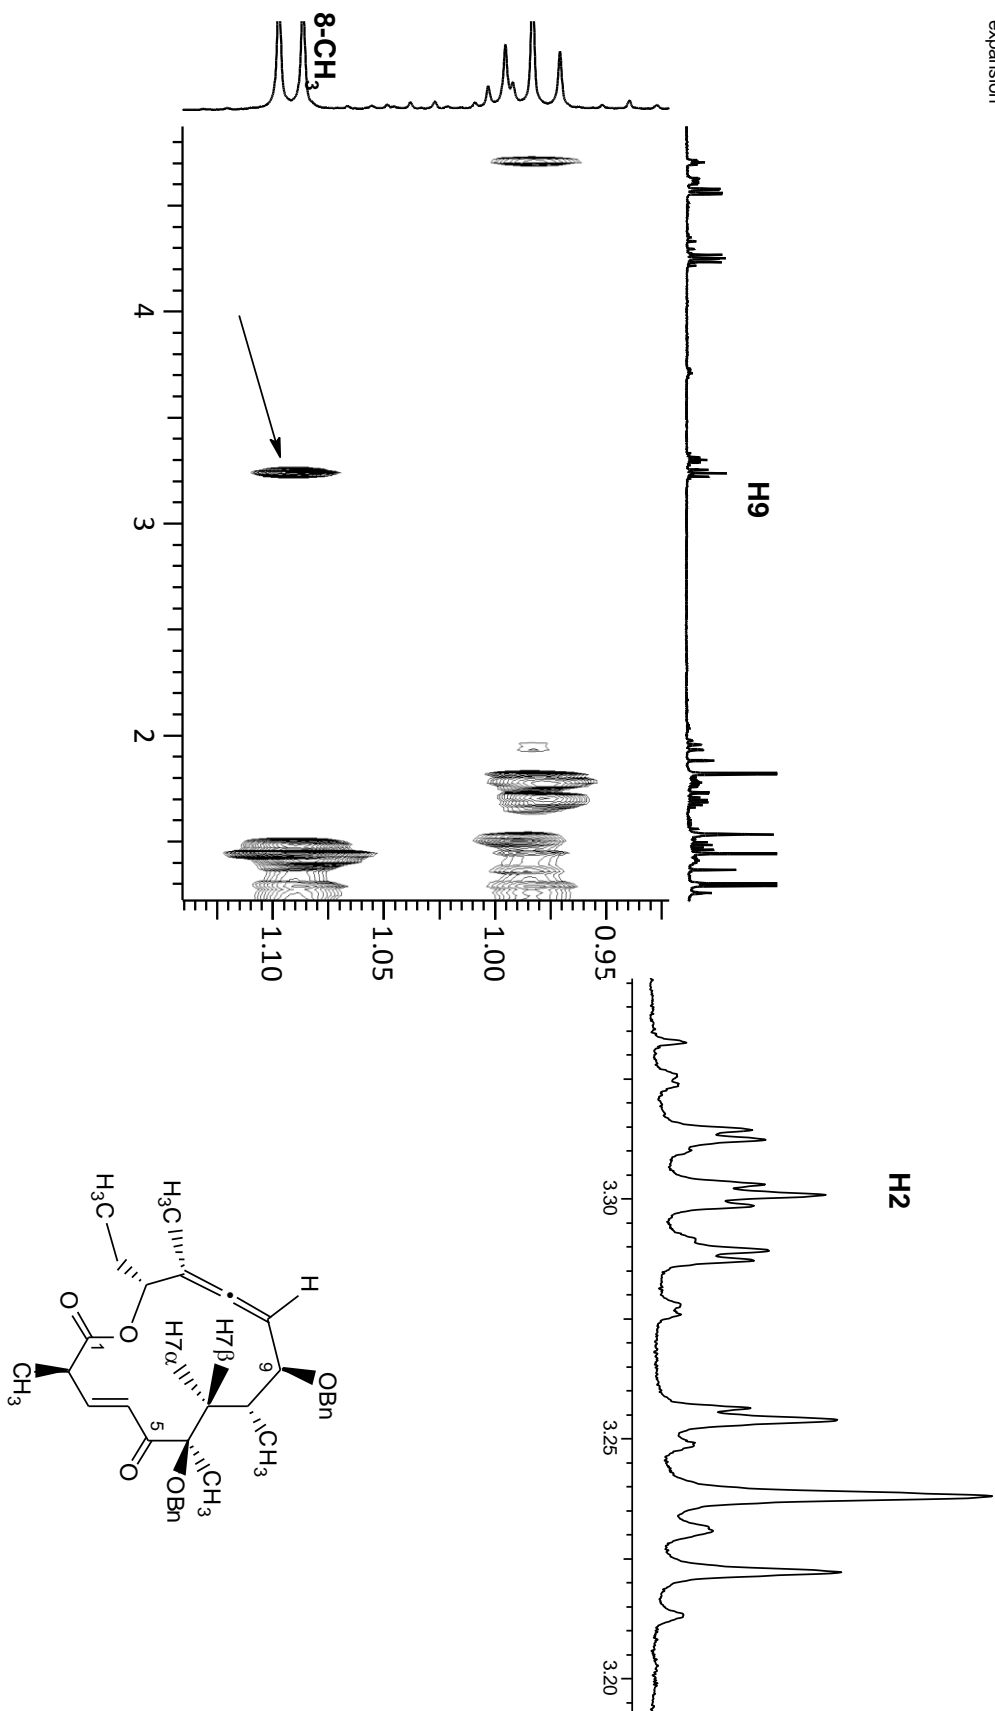 expansion
8-CH3
H9
4
3
2
1.10
1.05
1.00
0.95
H2
3.30
3.25
3.20
H
H3C
H3C
O
O
1
CH3
H7α
H7β
9
OBn
CH3
5
O
CH3
OBn